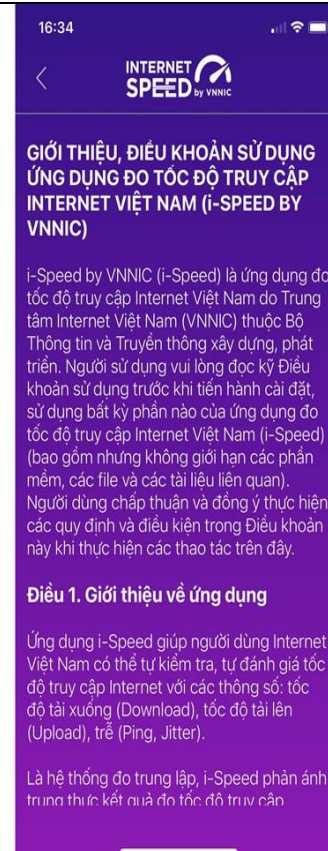 16:34
INTERNET
SPEED by VNNIC
GIỚI THIỆU, ĐIỀU KHOẢN SỬ DỤNG
ỨNG DỤNG ĐO TỐC ĐỘ TRUY CẬP
INTERNET VIỆT NAM (i-SPEED BY
VNNIC)
i-Speed by VNNIC (i-Speed) là ứng dụng đo
tốc độ truy cập Internet Việt Nam do Trung
tâm Internet Việt Nam (VNNIC) thuộc Bộ
Thông tin và Truyền thông xây dựng, phát
triển. Người sử dụng vui lòng đọc kỹ Điều
khoản sử dụng trước khi tiến hành cài đặt,
sử dụng bất kỳ phần nào của ứng dụng đo
tốc độ truy cập Internet Việt Nam (i-Speed)
(bao gồm nhưng không giới hạn các phần
mềm, các file và các tài liệu liên quan).
Người dùng chấp thuận và đồng ý thực hiện
các quy định và điều kiện trong Điều khoản
này khi thực hiện các thao tác trên đây.
Điều 1. Giới thiệu về ứng dụng
Ứng dụng i-Speed giúp người dùng Internet
Việt Nam có thể tự kiểm tra, tự đánh giá tốc
độ truy cập Internet với các thông số: tốc
độ tải xuống (Download), tốc độ tải lên
(Upload), trễ (Ping, Jitter).
Là hệ thống đo trung lập, i-Speed phản ánh
trung thực kết quả đo tốc độ truy cập